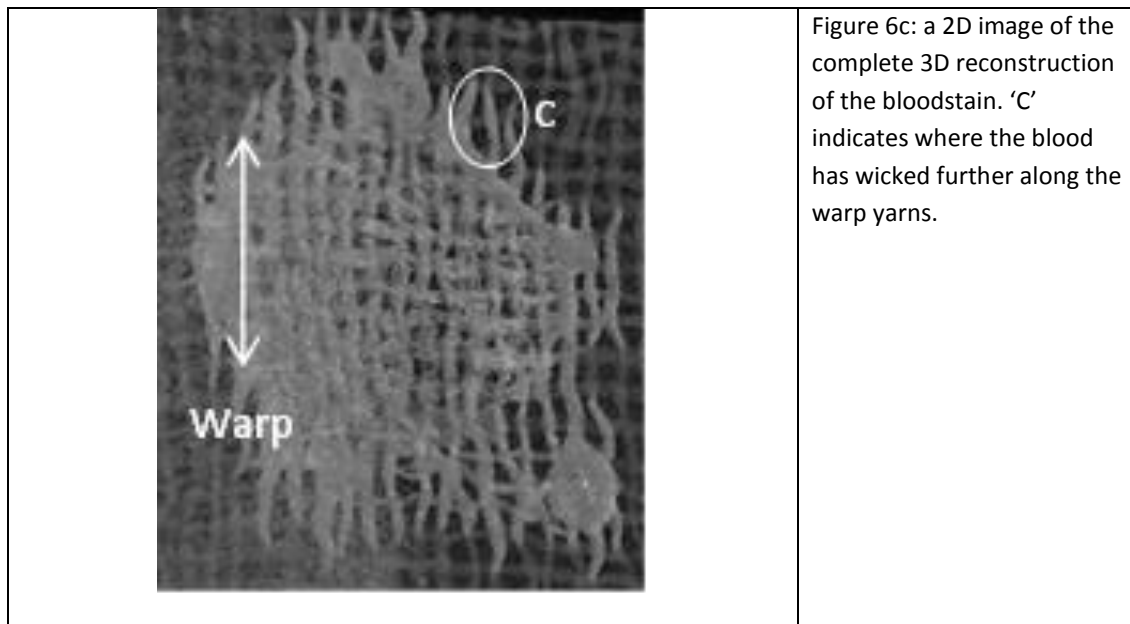 C
Warp
Figure 6c: a 2D image of the
complete 3D reconstruction
of the bloodstain. ‘C’
indicates where the blood
has wicked further along the
warp yarns.